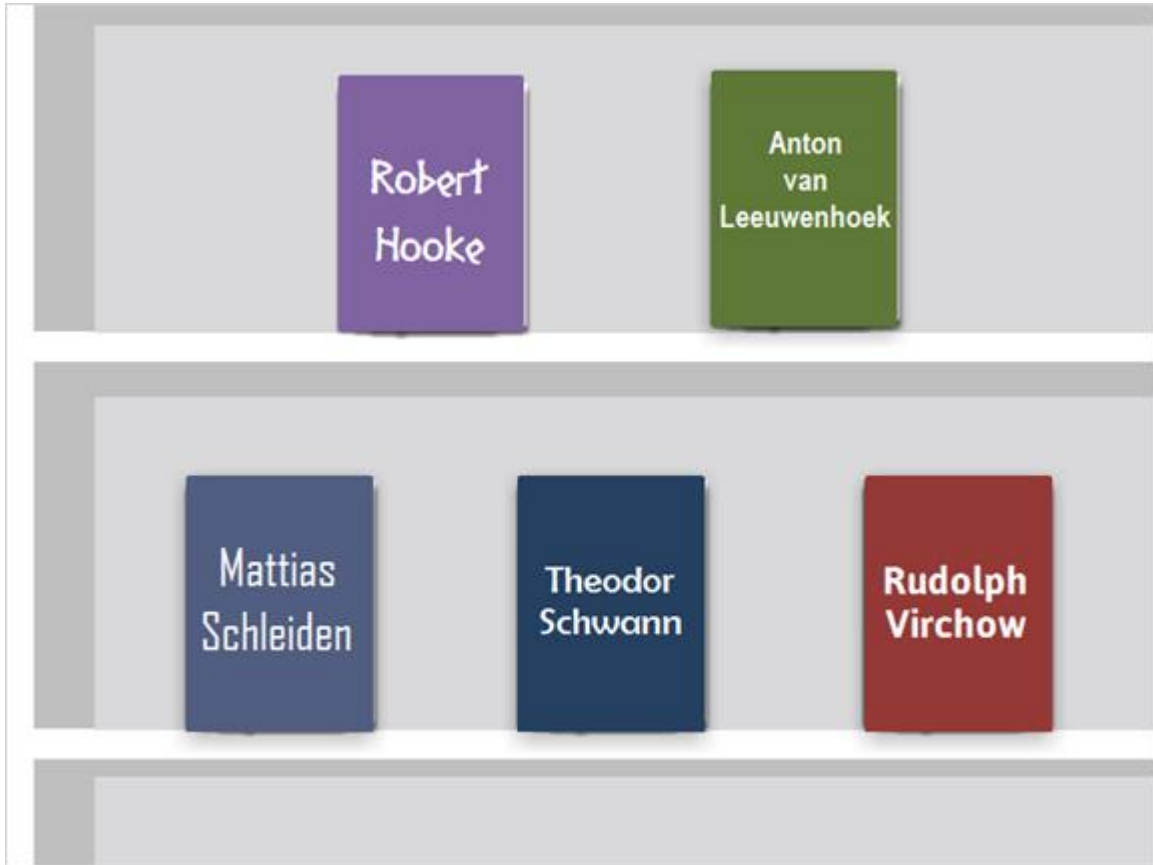 Robert
Hooke
Anton
van
Leeuwenhoek
Mattias
Schleiden
Theodor
Schwann
Rudolph
Virchow